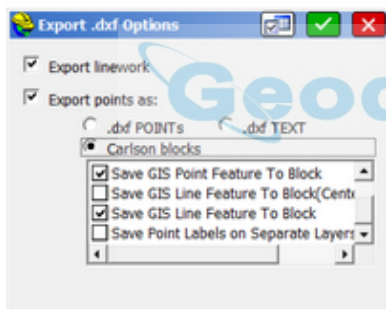 Export .dxf Options
Export linework
Export points as:
.dxf POINTs .dxf TEXT
Carlson blocks
Save GIS Point Feature To Block
Save GIS Line Feature To Block(Cente
Save GIS Line Feature To Block
Save Point Labels on Separate Layers
Geoc